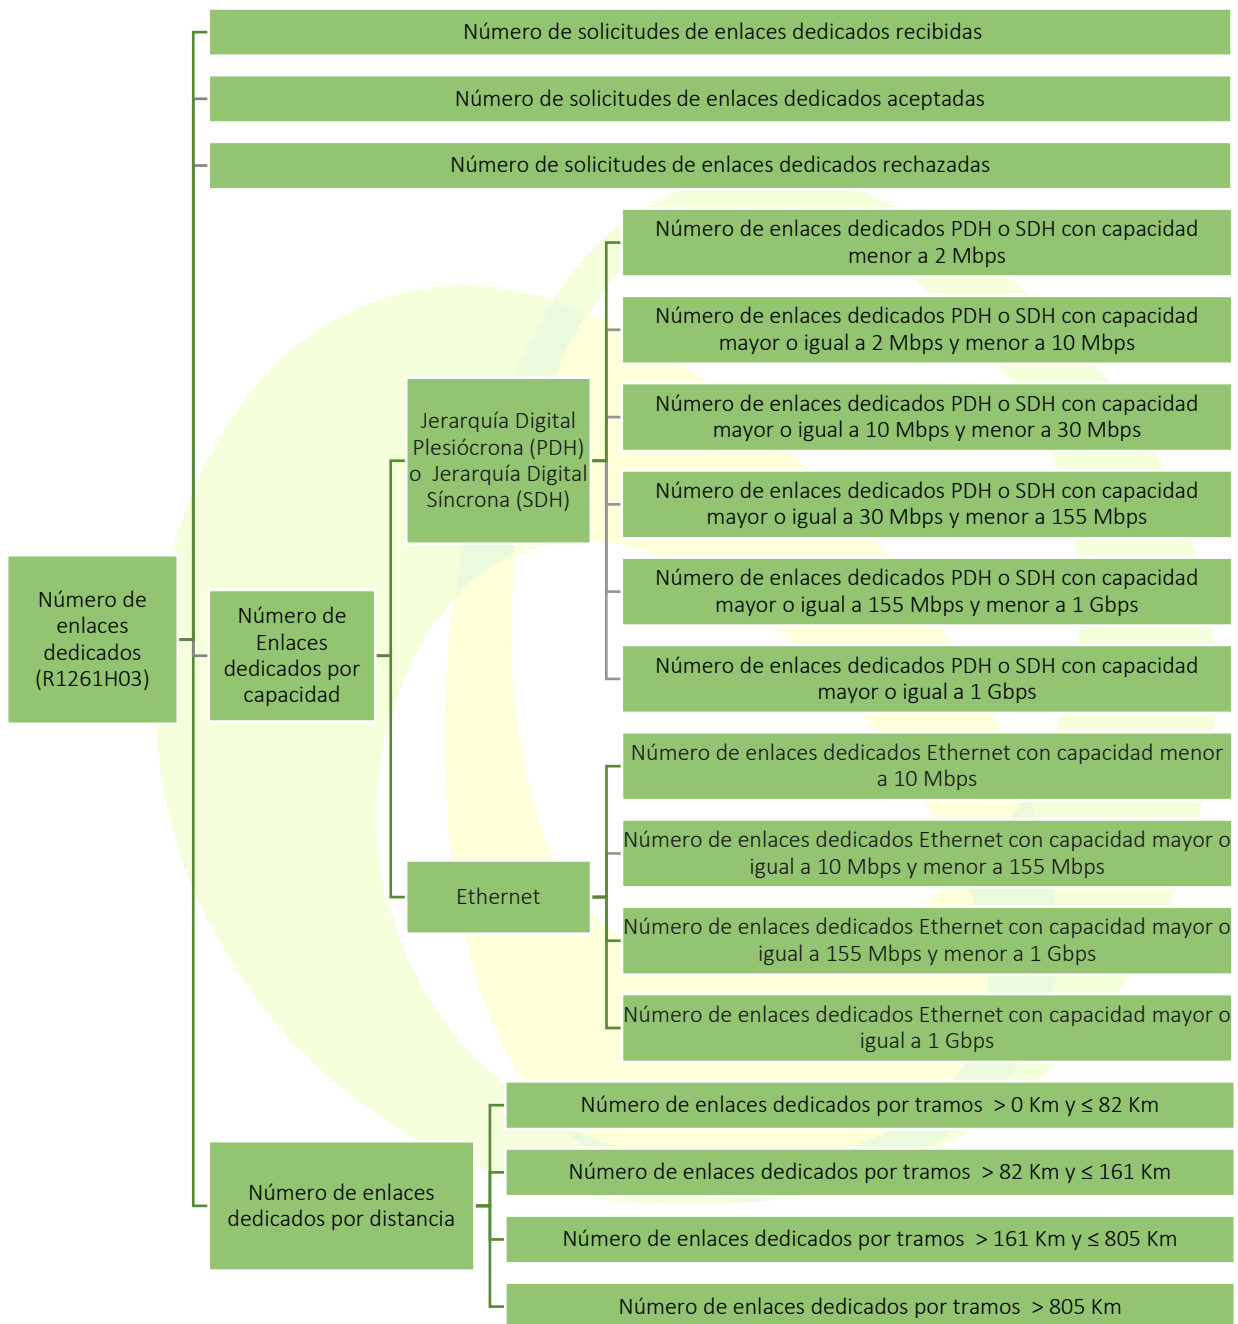 Número de solicitudes de enlaces dedicados recibidas
Número de solicitudes de enlaces dedicados aceptadas
Número de solicitudes de enlaces dedicados rechazadas
Número de enlaces dedicados PDH o SDH con capacidad
menor a 2 Mbps
Número de enlaces dedicados PDH o SDH con capacidad
mayor o igual a 2 Mbps y menor a 10 Mbps
Jerarquía Digital
Plesiócrona (PDH)
o Jerarquía Digital
Síncrona (SDH)
Número de enlaces dedicados PDH o SDH con capacidad
mayor o igual a 10 Mbps y menor a 30 Mbps
Número de enlaces dedicados PDH o SDH con capacidad
mayor o igual a 30 Mbps y menor a 155 Mbps
Número de
enlaces
dedicados
(R1261H03)
Número de
Enlaces
dedicados por
capacidad
Número de enlaces dedicados PDH o SDH con capacidad
mayor o igual a 155 Mbps y menor a 1 Gbps
Número de enlaces dedicados PDH o SDH con capacidad
mayor o igual a 1 Gbps
Número de enlaces dedicados Ethernet con capacidad menor
a 10 Mbps
Número de enlaces dedicados Ethernet con capacidad mayor o
igual a 10 Mbps y menor a 155 Mbps
Ethernet
Número de enlaces dedicados Ethernet con capacidad mayor o
igual a 155 Mbps y menor a 1 Gbps
Número de enlaces dedicados Ethernet con capacidad mayor o
igual a 1 Gbps
Número de enlaces
dedicados por distancia
Número de enlaces dedicados por tramos > 0 Km y ≤ 82 Km
Número de enlaces dedicados por tramos > 82 Km y ≤ 161 Km
Número de enlaces dedicados por tramos > 161 Km y ≤ 805 Km
Número de enlaces dedicados por tramos > 805 Km